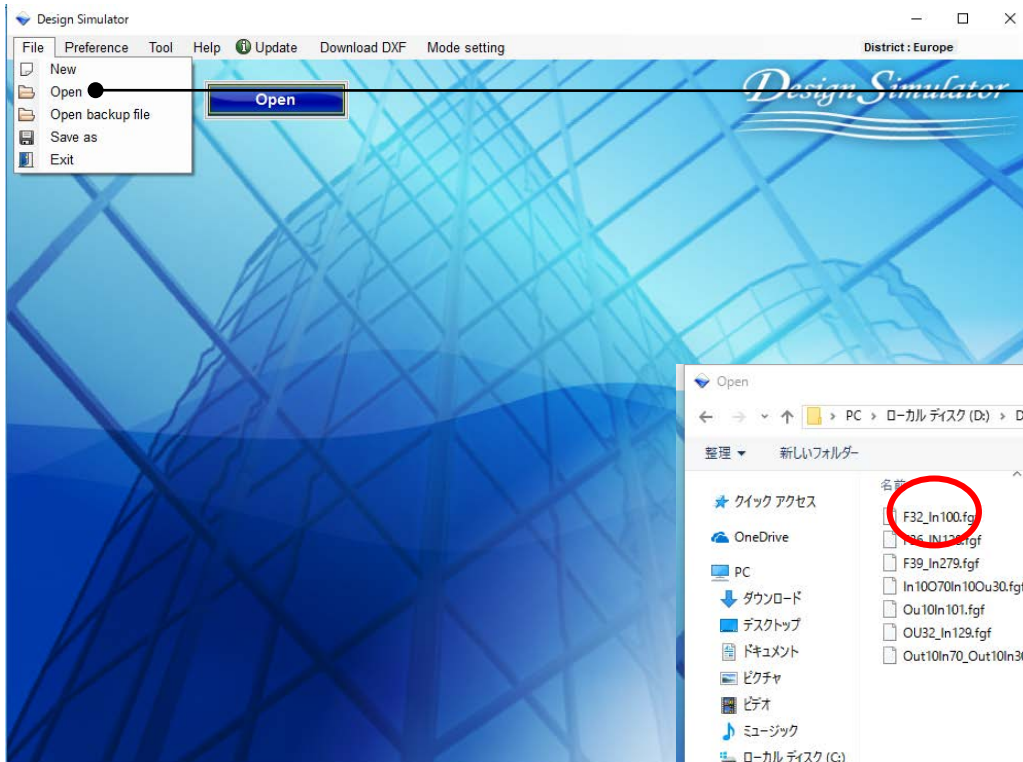 Design Simulator
File Preference Tool Help Update Download DXF Mode setting District : Europe
New
Open
Open backup file
Save as
Exit
Open
Design Simulator
Open
PC › ローカル ディスク (D:) › D
整理 新しいフォルダー
名前
クイック アクセス
OneDrive
PC
ダウンロード
デスクトップ
ドキュメント
ピクチャ
ビデオ
ミュージック
ローカル ディスク (C:)
F32_In100.fgf
F39_In279.fgf
In10O70In10Ou30.fgf
Ou10In101.fgf
OU32_In129.fgf
Out10In70_Out10In3